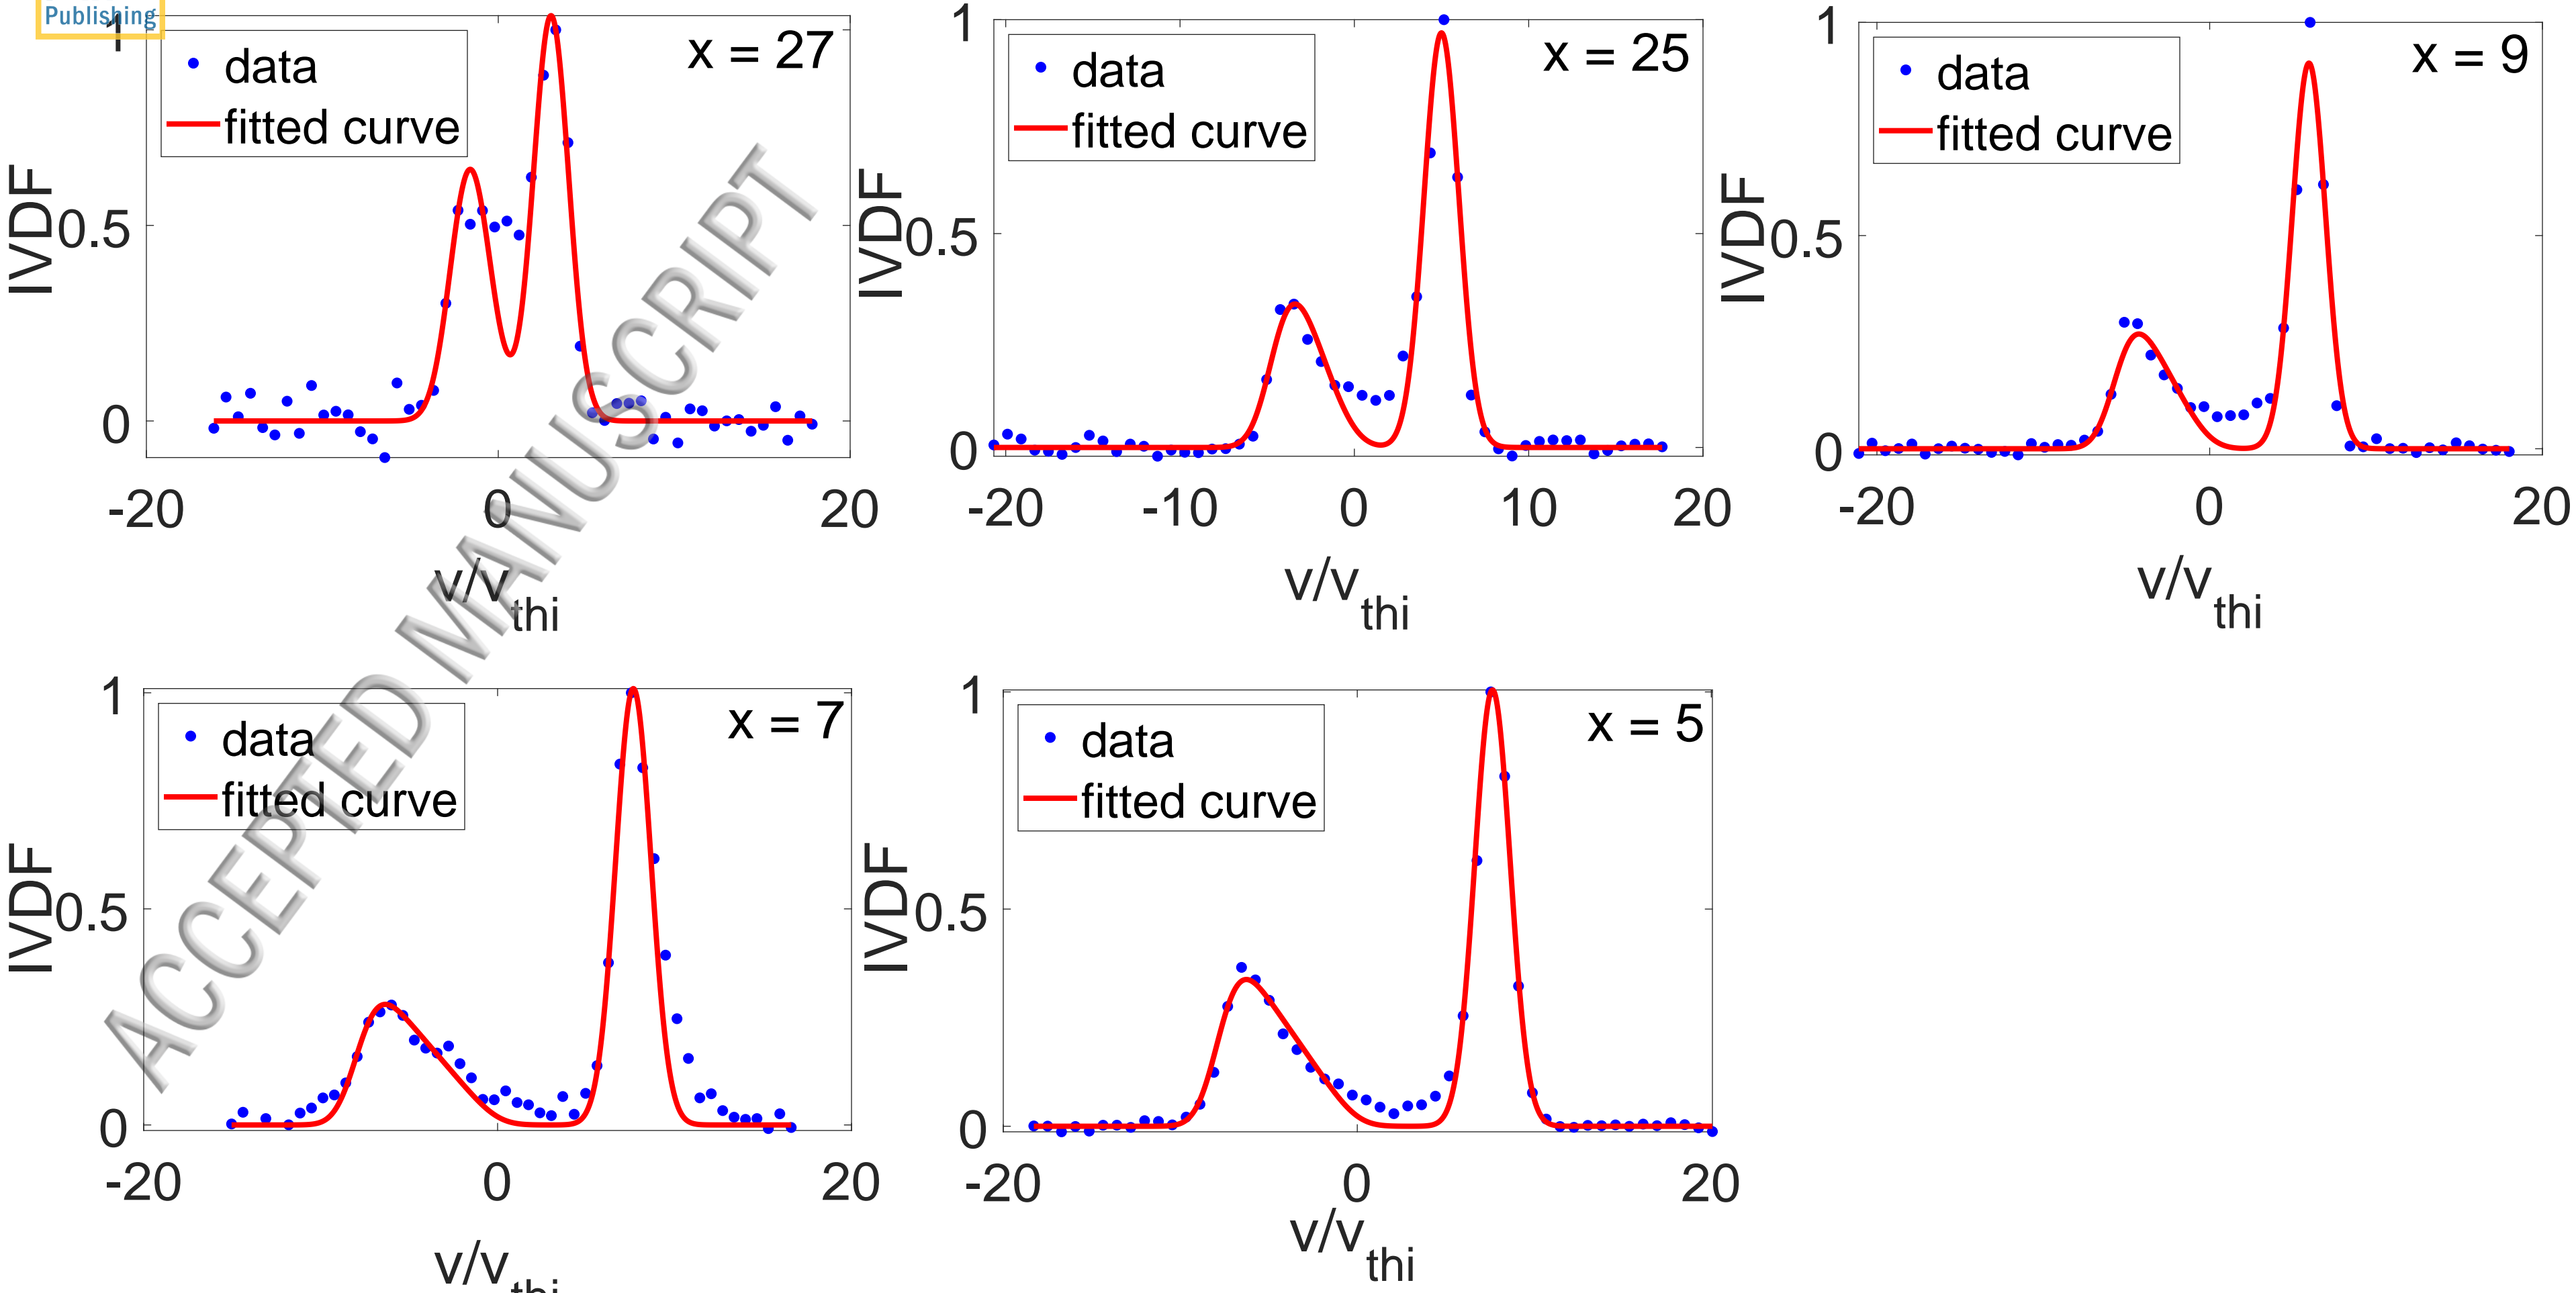 Publishing
1
data
fitted curve
x = 27
IVDF
0.5
0
-20 0 20
v/v
thi
1
data
fitted curve
x = 25
IVDF
0.5
0
-20 -10 0 10 20
v/v
thi
1
data
fitted curve
x = 9
IVDF
0.5
0
-20 0 20
v/v
thi
ACCEPTED MANUSCRIPT
1
data
fitted curve
x = 7
IVDF
0.5
0
-20 0 20
v/v
thi
1
data
fitted curve
x = 5
IVDF
0.5
0
-20 0 20
v/v
thi